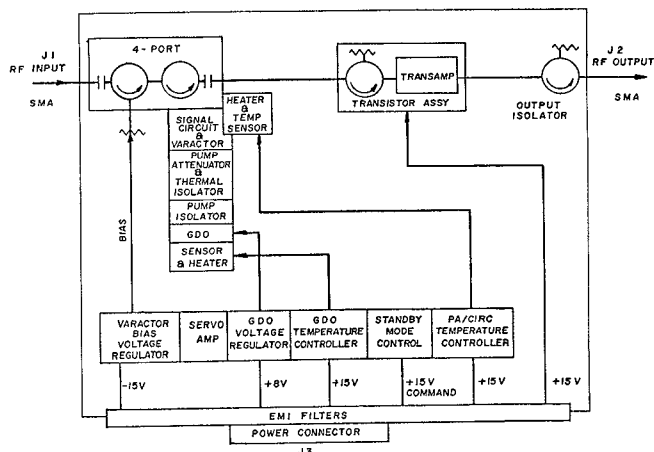 4-PORT
J1
RF INPUT
SMA
J2
RF OUTPUT
SMA
TRANSAMP
TRANSISTOR ASSY
OUTPUT
ISOLATOR
HEATER
&
TEMP
SENSOR
SIGNAL
CIRCUIT
&
VARACTOR
PUMP
ATTENUATOR
&
THERMAL
ISOLATOR
PUMP
ISOLATOR
GDO
SENSOR
& HEATER
BIAS
VARACTOR
BIAS
VOLTAGE
REGULATOR
SERVO
AMP
GDO
VOLTAGE
REGULATOR
GDO
TEMPERATURE
CONTROLLER
STANDBY
MODE
CONTROL
PA/CIRC
TEMPERATURE
CONTROLLER
-15V
+8V
+15V
+15V
COMMAND
+15V
+15V
EMI FILTERS
POWER CONNECTOR
J3